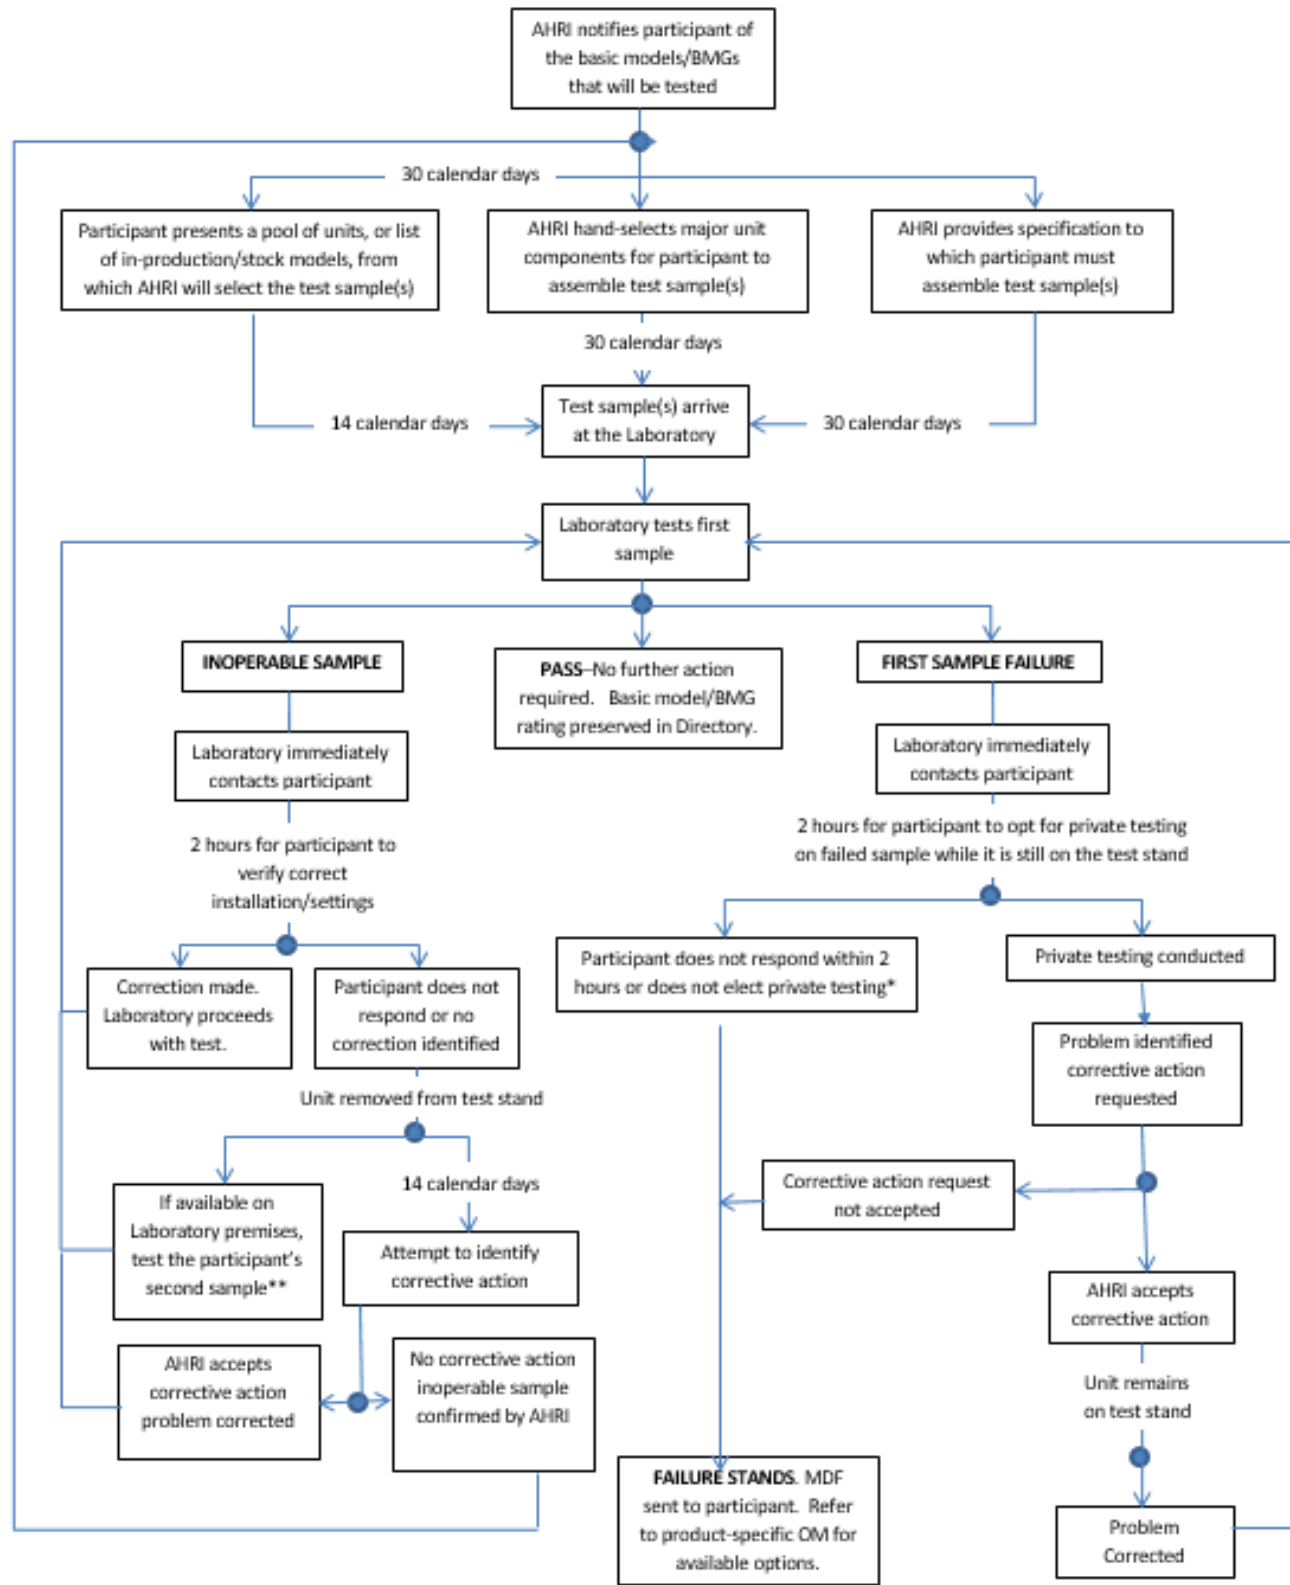 AHRI notifies participant of
the basic models/BMGs
that will be tested
30 calendar days
Participant presents a pool of units, or list
of in-production/stock models, from
which AHRI will select the test sample(s)
AHRI hand-selects major unit
components for participant to
assemble test sample(s)
AHRI provides specification to
which participant must
assemble test sample(s)
30 calendar days
14 calendar days
Test sample(s) arrive
at the Laboratory
30 calendar days
Laboratory tests first
sample
INOPERABLE SAMPLE
PASS–No further action
required. Basic model/BMG
rating preserved in Directory.
FIRST SAMPLE FAILURE
Laboratory immediately
contacts participant
Laboratory immediately
contacts participant
2 hours for participant to
verify correct
installation/settings
2 hours for participant to opt for private testing
on failed sample while it is still on the test stand
Correction made.
Laboratory proceeds
with test.
Participant does not
respond or no
correction identified
Participant does not respond within 2
hours or does not elect private testing*
Private testing conducted
Problem identified
corrective action
requested
Unit removed from test stand
14 calendar days
If available on
Laboratory premises,
test the participant's
second sample**
Attempt to identify
corrective action
Corrective action request
not accepted
AHRI accepts
corrective action
AHRI accepts
corrective action
problem corrected
No corrective action
inoperable sample
confirmed by AHRI
Unit remains
on test stand
FAILURE STANDS. MDF
sent to participant. Refer
to product-specific OM for
available options.
Problem
Corrected